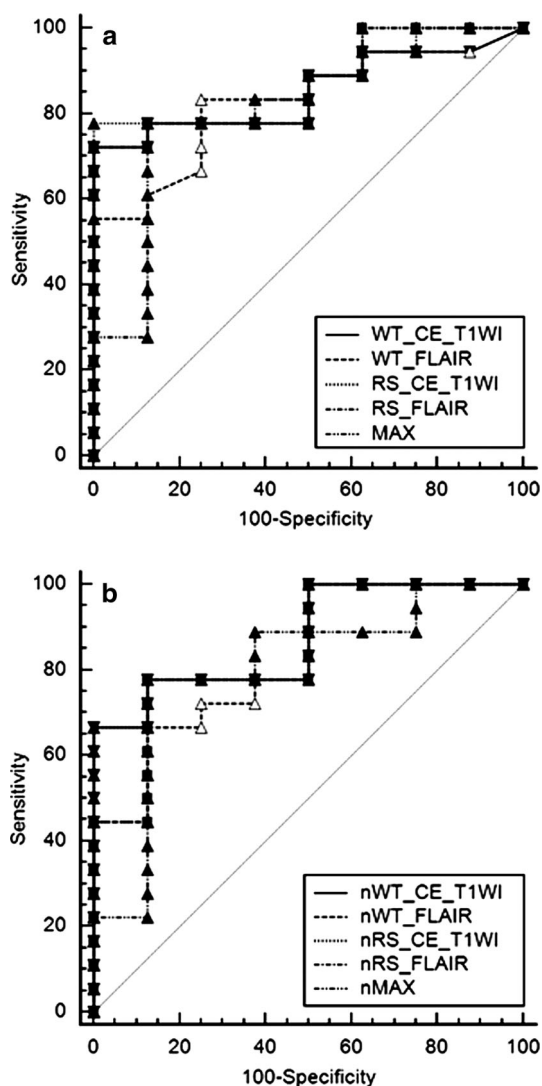 a
100
80
60
40
20
0
Sensitivity
WT_CE_T1WI
WT_FLAIR
RS_CE_T1WI
RS_FLAIR
MAX
0 20 40 60 80 100
100-Specificity
b
100
80
60
40
20
0
Sensitivity
nWT_CE_T1WI
nWT_FLAIR
nRS_CE_T1WI
nRS_FLAIR
nMAX
0 20 40 60 80 100
100-Specificity